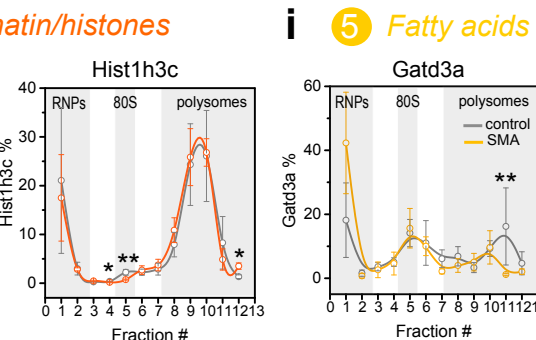 matin/histones
i 5 Fatty acids
Hist1h3c
RNPs 80S polysomes
Hist1h3c %
40
30
20
10
0
* ** *
0 1 2 3 4 5 6 7 8 9 10 11 12 13
Fraction #
Gatd3a
RNPs 80S polysomes
control
SMA
Gatd3a %
60
40
20
0
**
0 1 2 3 4 5 6 7 8 9 10 11 12 1
Fraction #